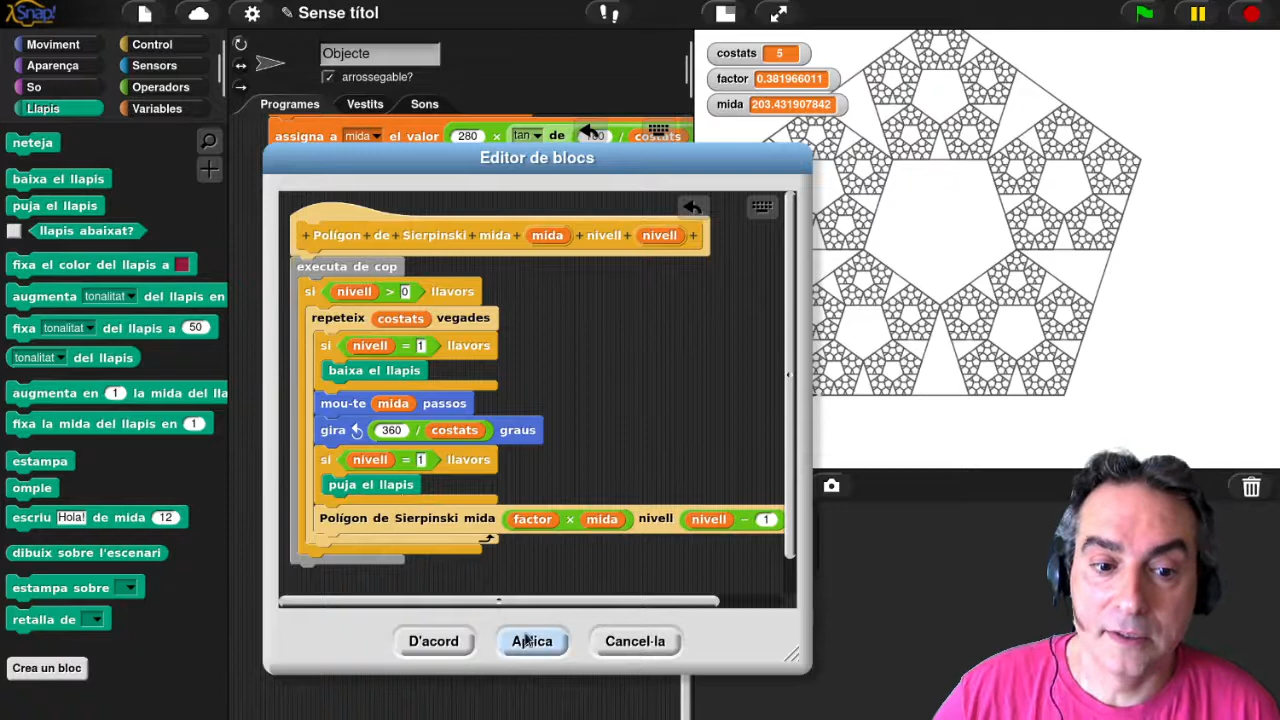 Snap!
Sense títol
Moviment
Control
Aparença
Sensors
So
Operadors
Llapis
Variables
neteja
baixa el llapis
puja el llapis
llapis abaixat?
fixa el color del llapis a
augmenta tonalitat del llapis en
fixa tonalitat del llapis a 50
tonalitat del llapis
augmenta en 1 la mida del lla
fixa la mida del llapis en 1
estampa
omple
escriu Hola! de mida 12
dibuix sobre l'escenari
estampa sobre
retalla de
Crea un bloc
Objecte
arrossegable?
Programes Vestits Sons
assigna a mida el valor 280 × tan de / costats
Editor de blocs
+ Polígon + de + Sierpinski + mida + mida + nivell + nivell +
executa de cop
si nivell > 0 llavors
repeteix costats vegades
si nivell = 1 llavors
baixa el llapis
mou-te mida passos
gira 360 / costats graus
si nivell = 1 llavors
puja el llapis
Polígon de Sierpinski mida factor × mida nivell nivell − 1
D'acord
Aplica
Cancel·la
costats 5
factor 0.381966011
mida 203.431907842